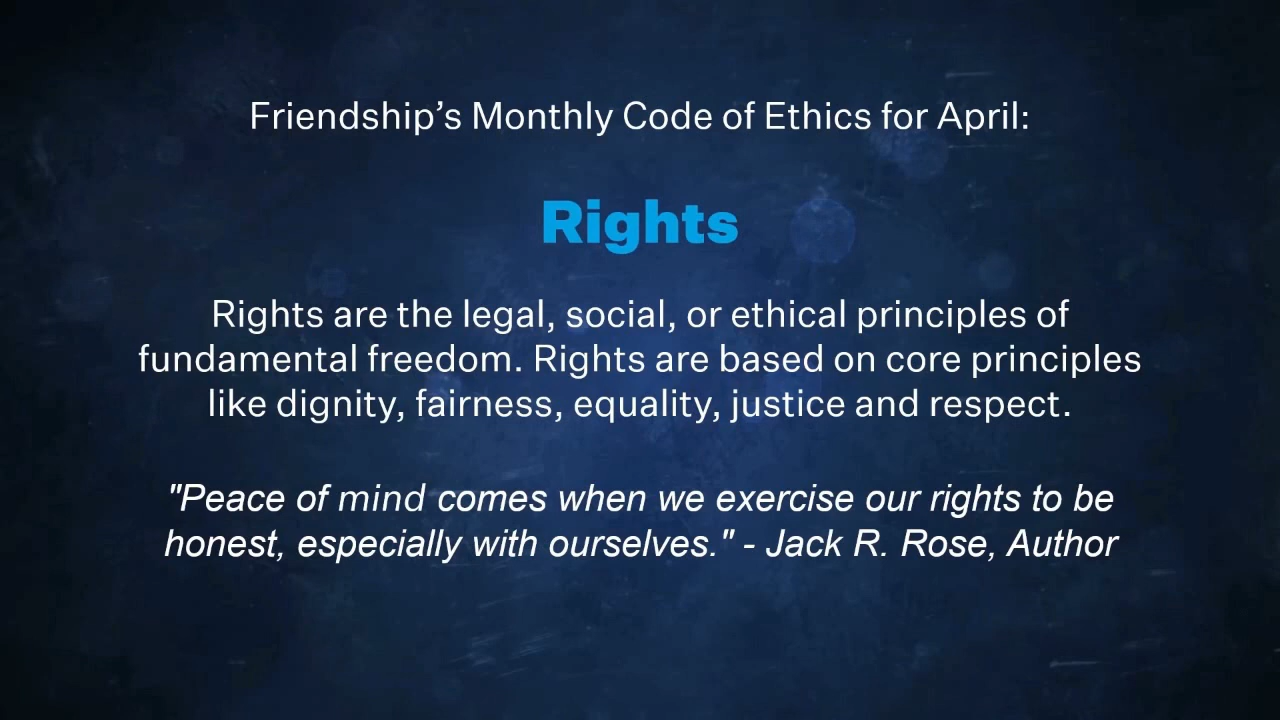 Friendship’s Monthly Code of Ethics for April:
Rights
Rights are the legal, social, or ethical principles of
fundamental freedom. Rights are based on core principles
like dignity, fairness, equality, justice and respect.
"Peace of mind comes when we exercise our rights to be
honest, especially with ourselves." - Jack R. Rose, Author